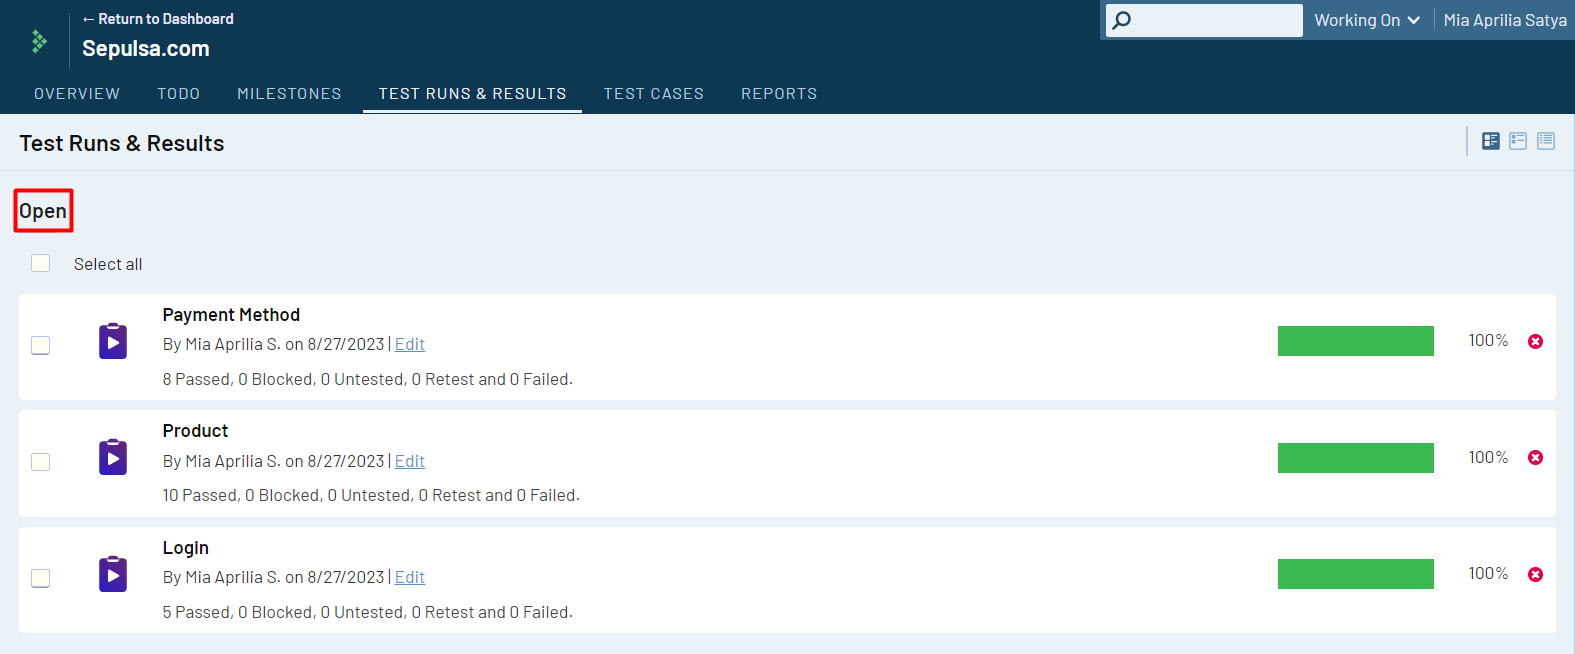 ← Return to Dashboard
Sepulsa.com
Working On
Mia Aprilia Satya
OVERVIEW
TODO
MILESTONES
TEST RUNS & RESULTS
TEST CASES
REPORTS
Test Runs & Results
Open
Select all
Payment Method
By Mia Aprilia S. on 8/27/2023 | Edit
8 Passed, 0 Blocked, 0 Untested, 0 Retest and 0 Failed.
100%
Product
By Mia Aprilia S. on 8/27/2023 | Edit
10 Passed, 0 Blocked, 0 Untested, 0 Retest and 0 Failed.
100%
Login
By Mia Aprilia S. on 8/27/2023 | Edit
5 Passed, 0 Blocked, 0 Untested, 0 Retest and 0 Failed.
100%